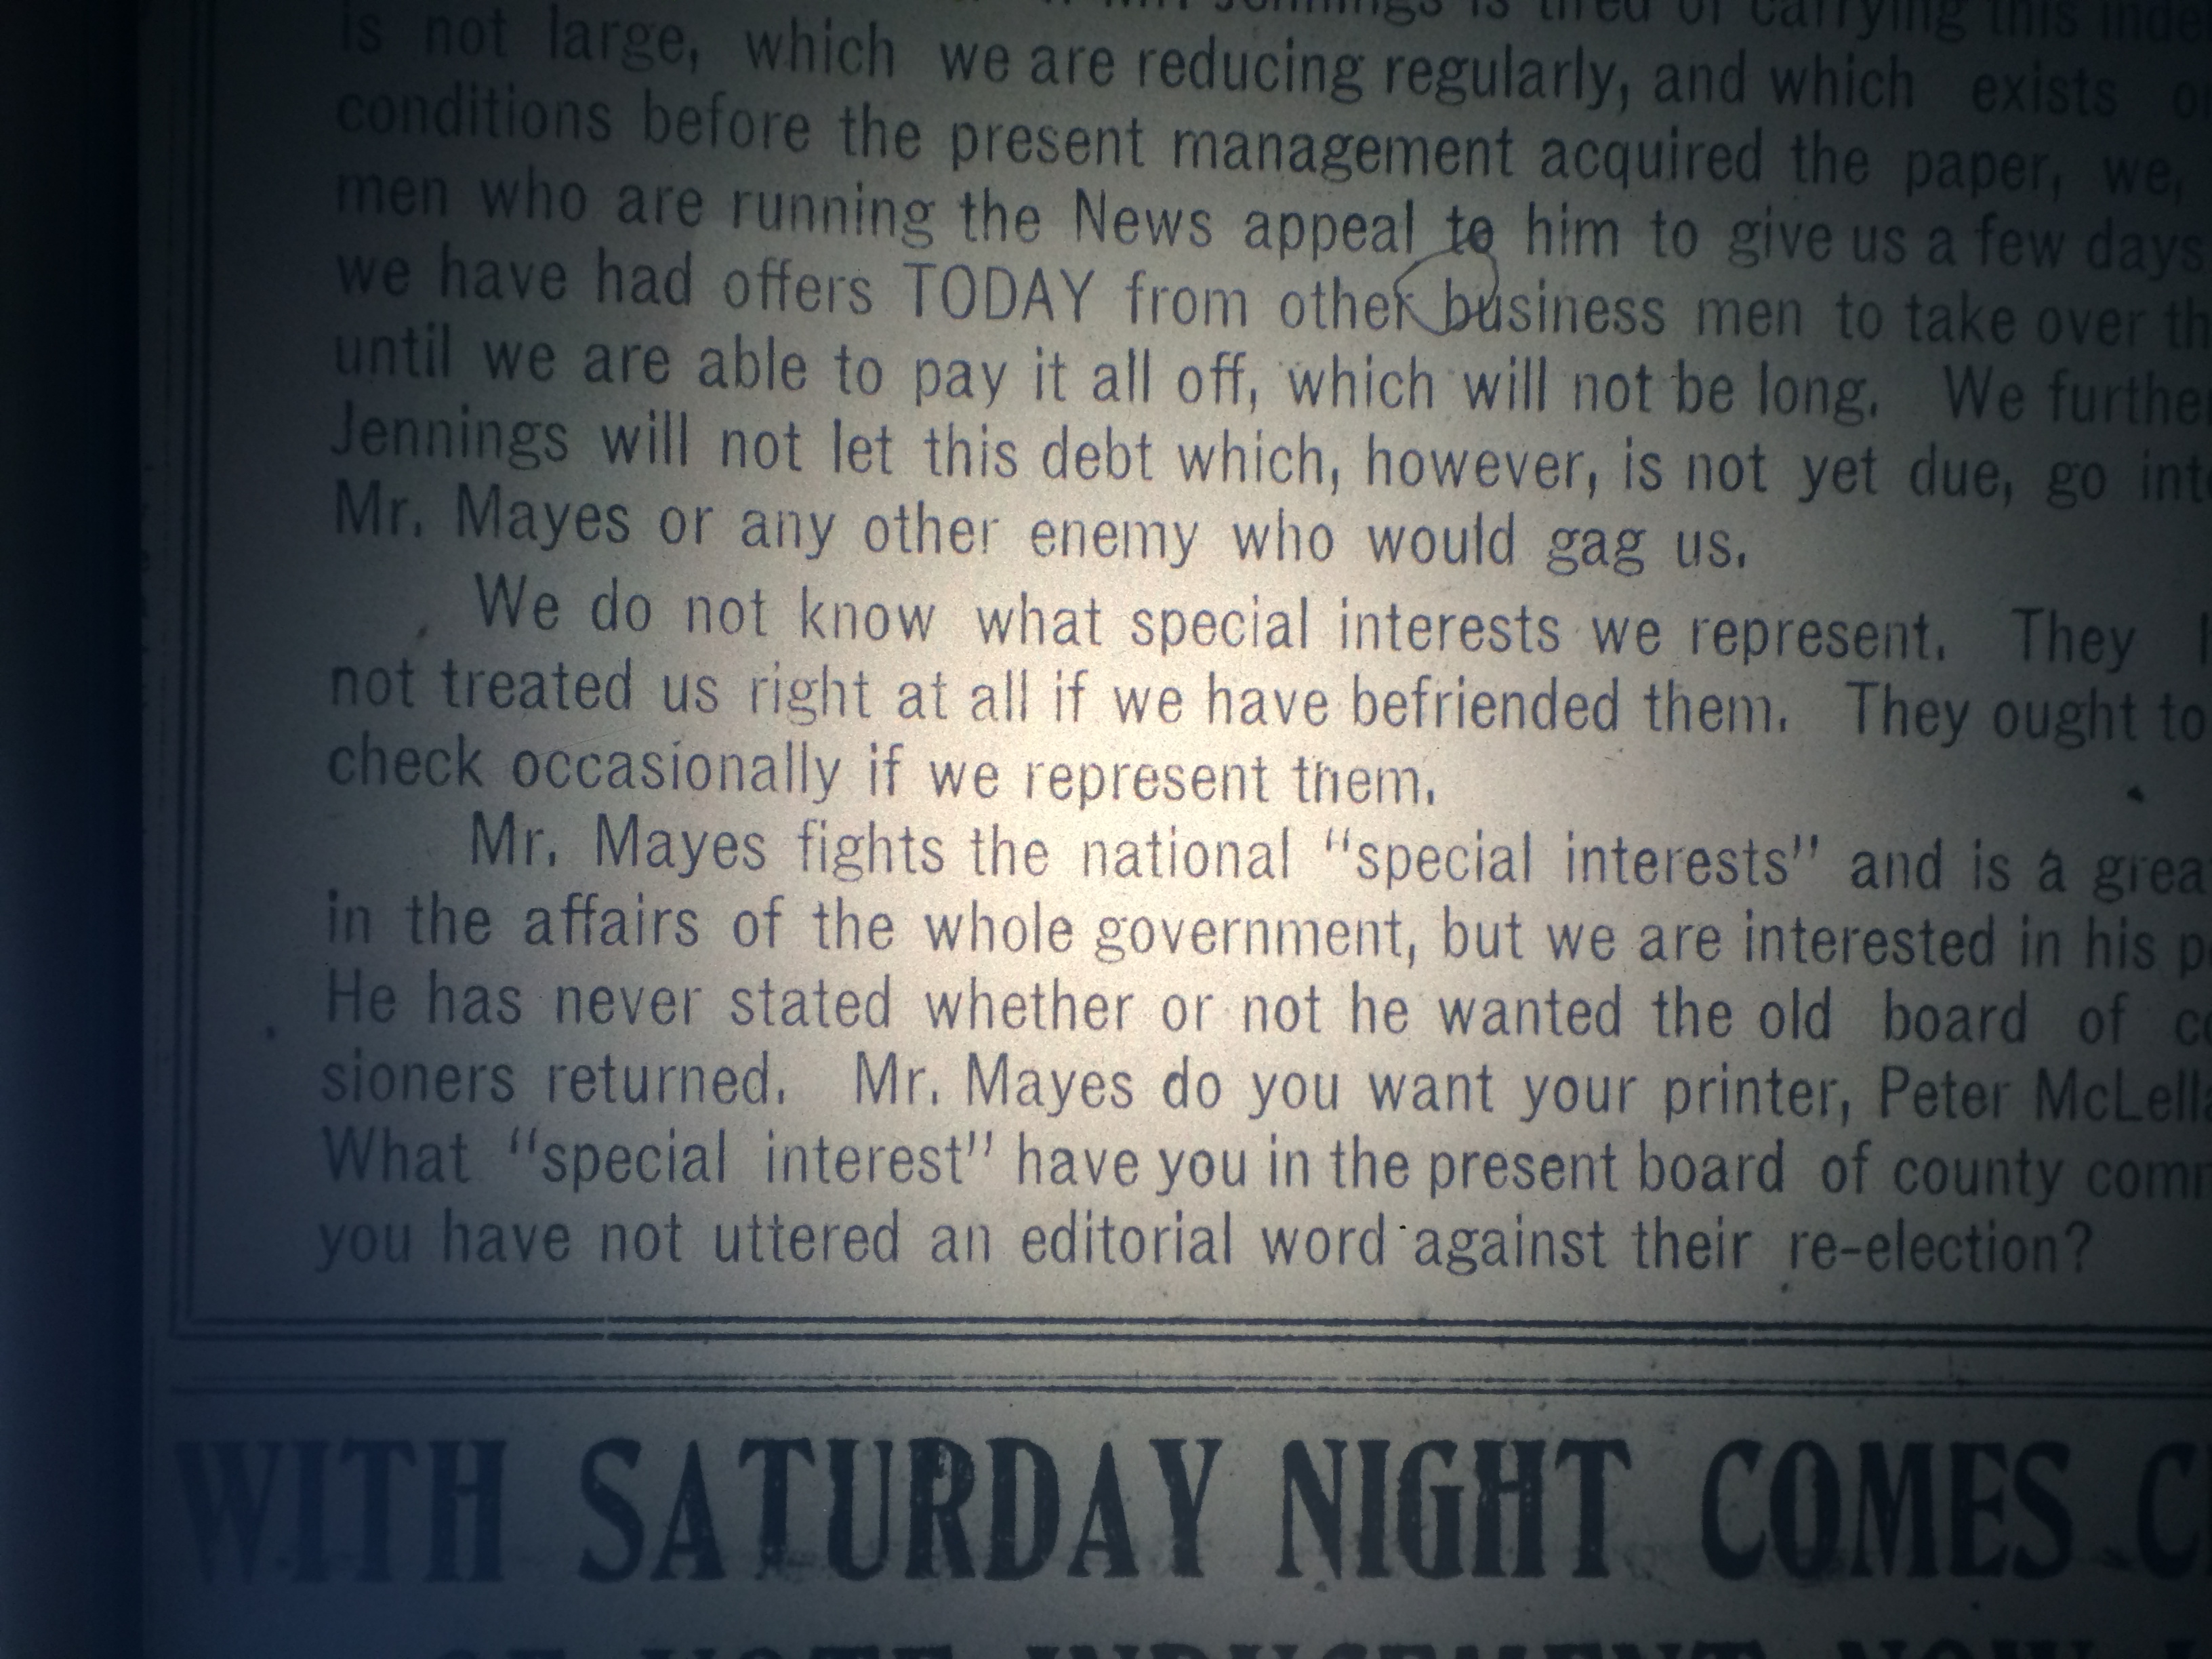 Jennings is tired of carrying this
is not large, which we are reducing regularly, and which exists
conditions before the present management acquired the paper, we,
men who are running the News appeal to him to give us a few days
we have had offers TODAY from other business men to take over
until we are able to pay it all off, which will not be long. We
Jennings will not let this debt which, however, is not yet due, go
Mr. Mayes or any other enemy who would gag us.
We do not know what special interests we represent. They
not treated us right at all if we have befriended them. They ought to
check occasionally if we represent them.
Mr. Mayes fights the national "special interests" and is a
in the affairs of the whole government, but we are interested in his
He has never stated whether or not he wanted the old board of
sioners returned. Mr. Mayes do you want your printer, Peter
What "special interest" have you in the present board of county
you have not uttered an editorial word against their re-election?
WITH SATURDAY NIGHT COMES